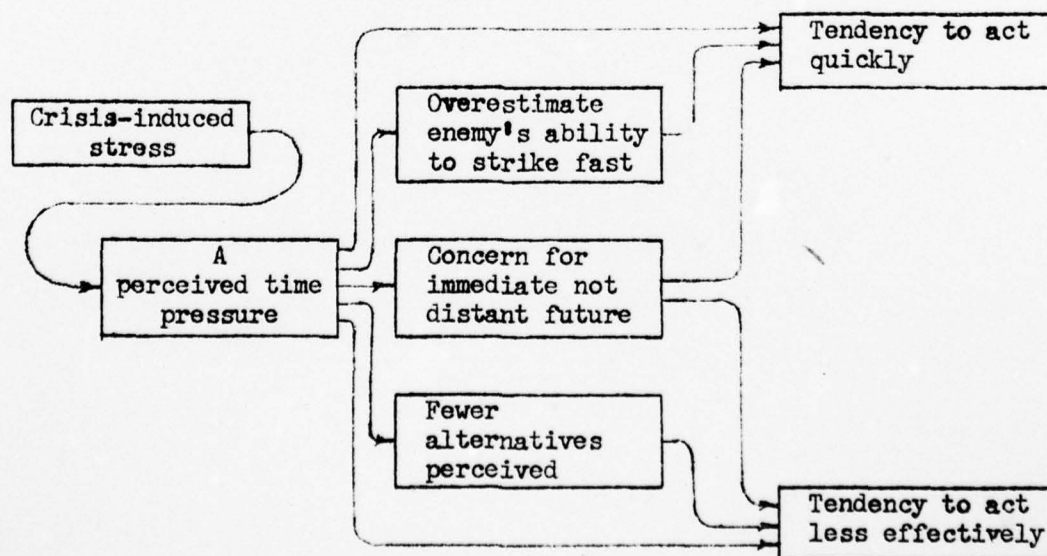 Crisis-induced
stress
A
perceived time
pressure
Overestimate
enemy's ability
to strike fast
Concern for
immediate not
distant future
Fewer
alternatives
perceived
Tendency to act
quickly
Tendency to act
less effectively